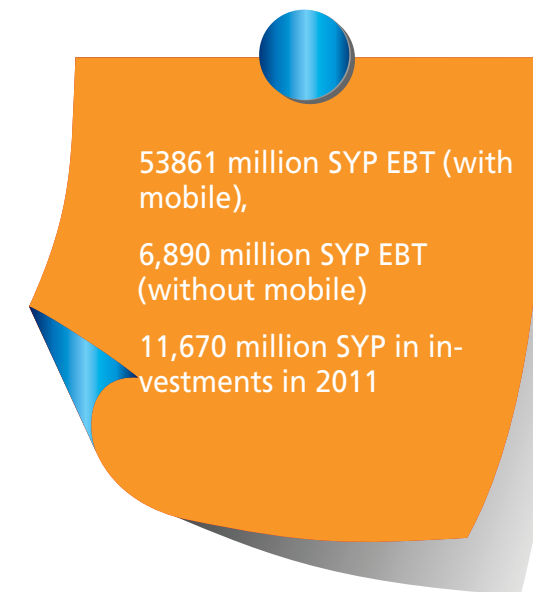 53861 million SYP EBT (with
mobile),
6,890 million SYP EBT
(without mobile)
11,670 million SYP in in-
vestments in 2011